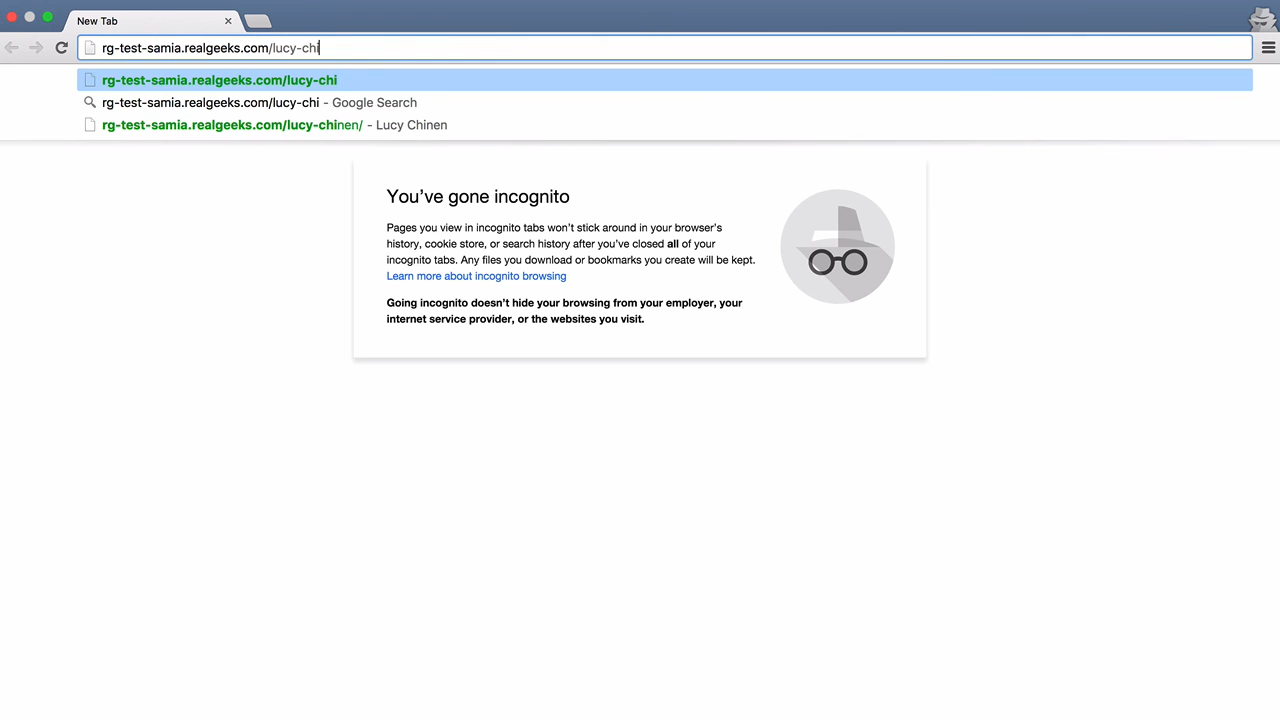 New Tab
rg-test-samia.realgeeks.com/lucy-chi
rg-test-samia.realgeeks.com/lucy-chi
rg-test-samia.realgeeks.com/lucy-chi - Google Search
rg-test-samia.realgeeks.com/lucy-chinen/ - Lucy Chinen
You've gone incognito
Pages you view in incognito tabs won't stick around in your browser's
history, cookie store, or search history after you've closed all of your
incognito tabs. Any files you download or bookmarks you create will be kept.
Learn more about incognito browsing
Going incognito doesn't hide your browsing from your employer, your
internet service provider, or the websites you visit.